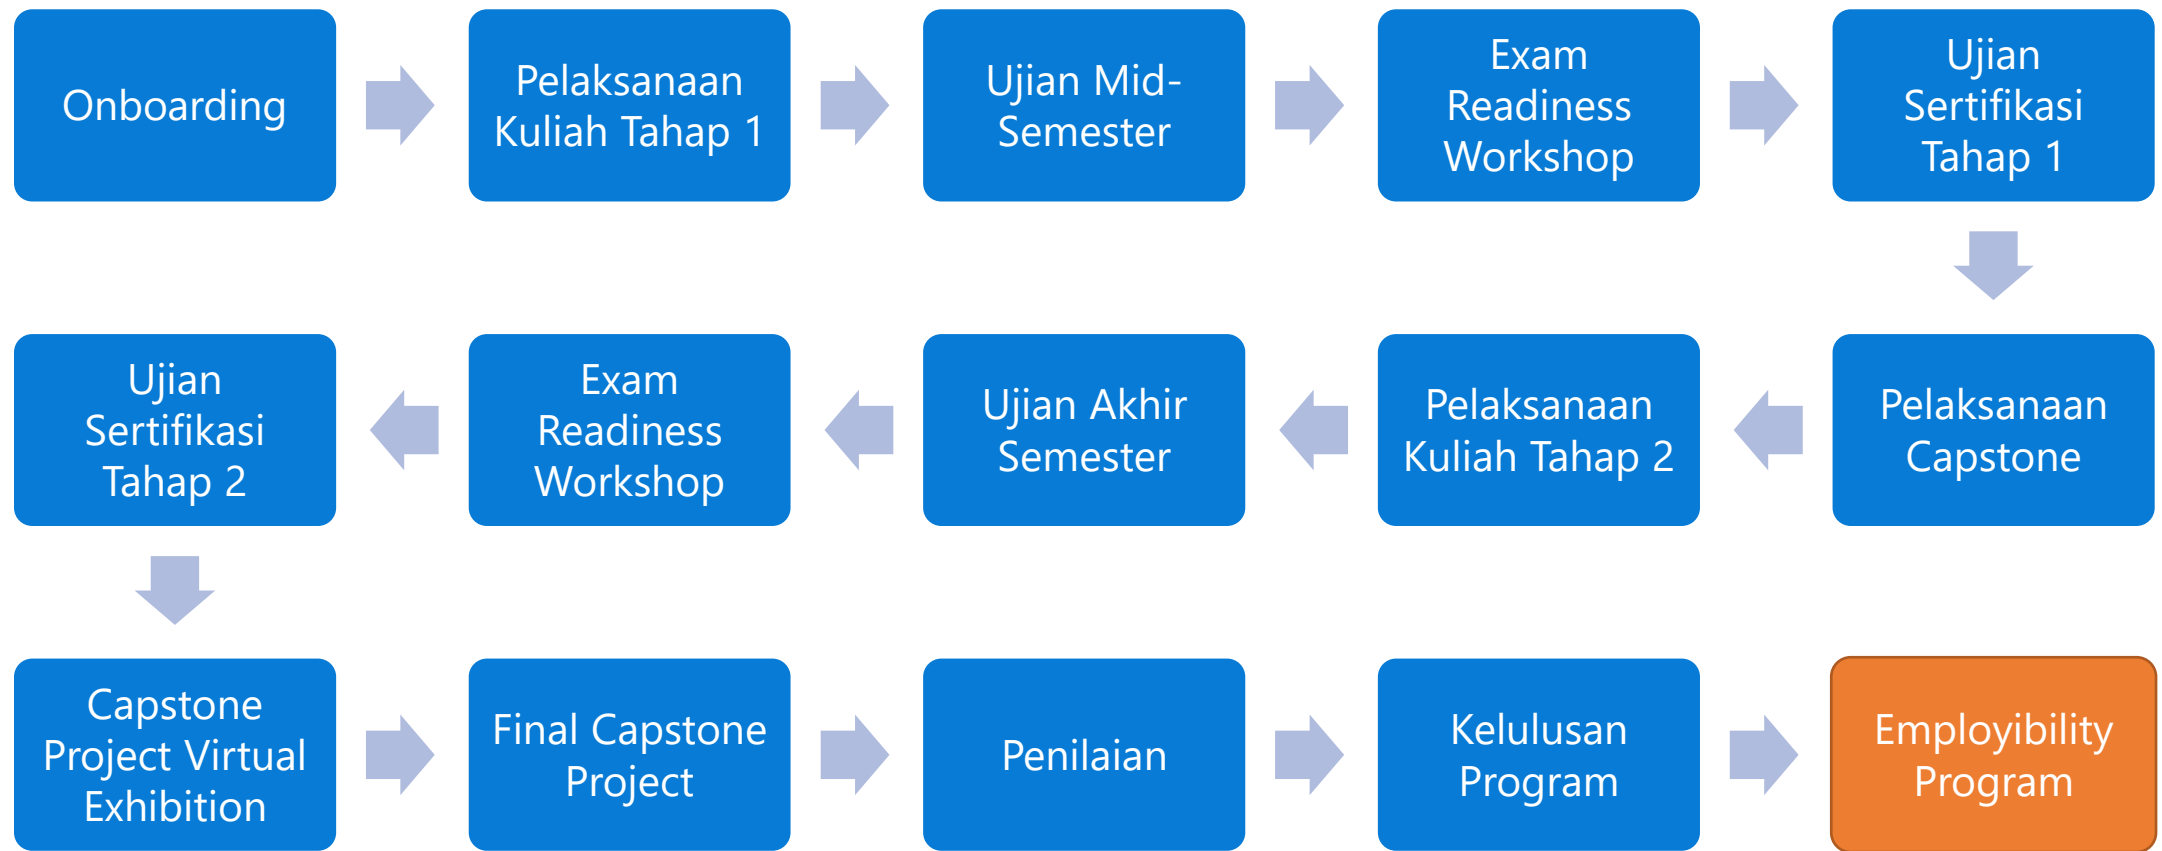 Onboarding
Pelaksanaan
Kuliah Tahap 1
Ujian Mid-
Semester
Exam
Readiness
Workshop
Ujian
Sertifikasi
Tahap 1
Pelaksanaan
Capstone
Pelaksanaan
Kuliah Tahap 2
Ujian Akhir
Semester
Exam
Readiness
Workshop
Ujian
Sertifikasi
Tahap 2
Capstone
Project Virtual
Exhibition
Final Capstone
Project
Penilaian
Kelulusan
Program
Employibility
Program